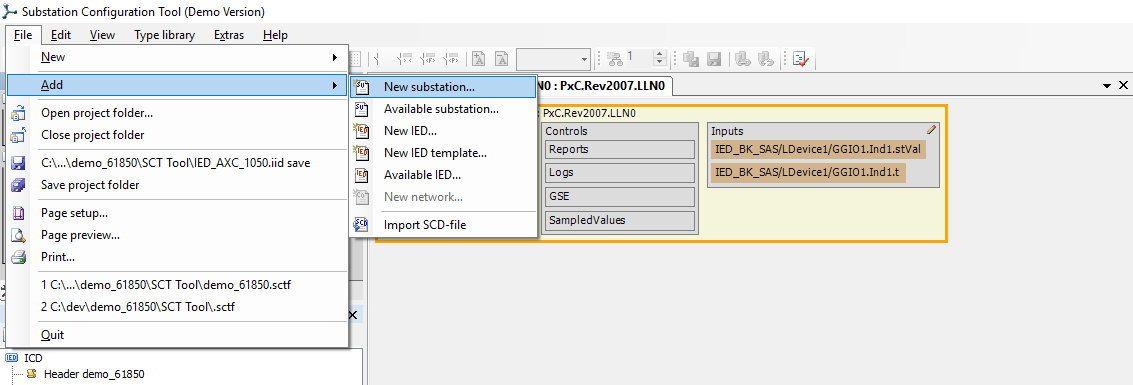 Substation Configuration Tool (Demo Version)
File Edit View Type library Extras Help
New
Add
Open project folder...
Close project folder
C:\...\demo_61850\SCT Tool\IED_AXC_1050.iid save
Save project folder
Page setup...
Page preview...
Print...
1 C:\...\demo_61850\SCT Tool\demo_61850.sctf
2 C:\dev\demo_61850\SCT Tool\.sctf
Quit
New substation...
Available substation...
New IED...
New IED template...
Available IED...
New network...
Import SCD-file
1
N0 : PxC.Rev2007.LLN0
: PxC.Rev2007.LLN0
Controls
Reports
Logs
GSE
SampledValues
Inputs
IED_BK_SAS/LDevice1/GGIO1.Ind1.stVal
IED_BK_SAS/LDevice1/GGIO1.Ind1.t
ICD
Header demo_61850